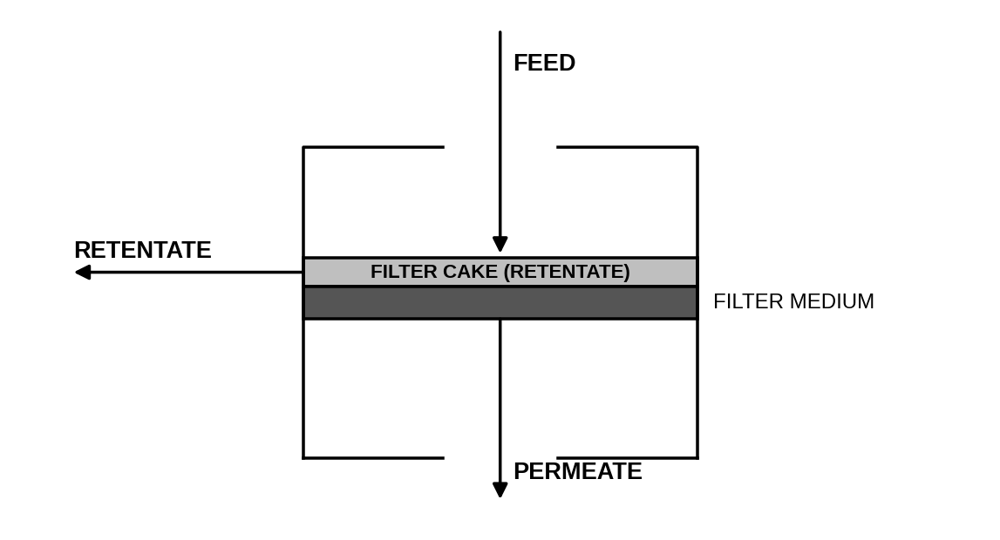 FEED
RETENTATE
FILTER CAKE (RETENTATE)
FILTER MEDIUM
PERMEATE